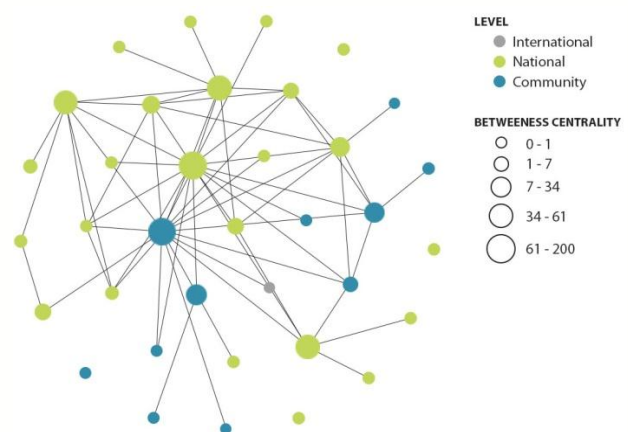 LEVEL
International
National
Community
BETWEENESS CENTRALITY
0 - 1
1 - 7
7 - 34
34 - 61
61 - 200